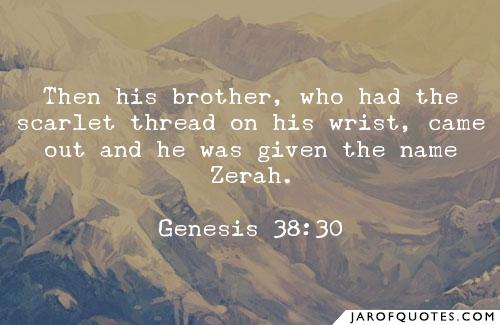 Then his brother, who had the
scarlet thread on his wrist, came
out and he was given the name
Zerah.
Genesis 38:30
JAROFQUOTES.COM